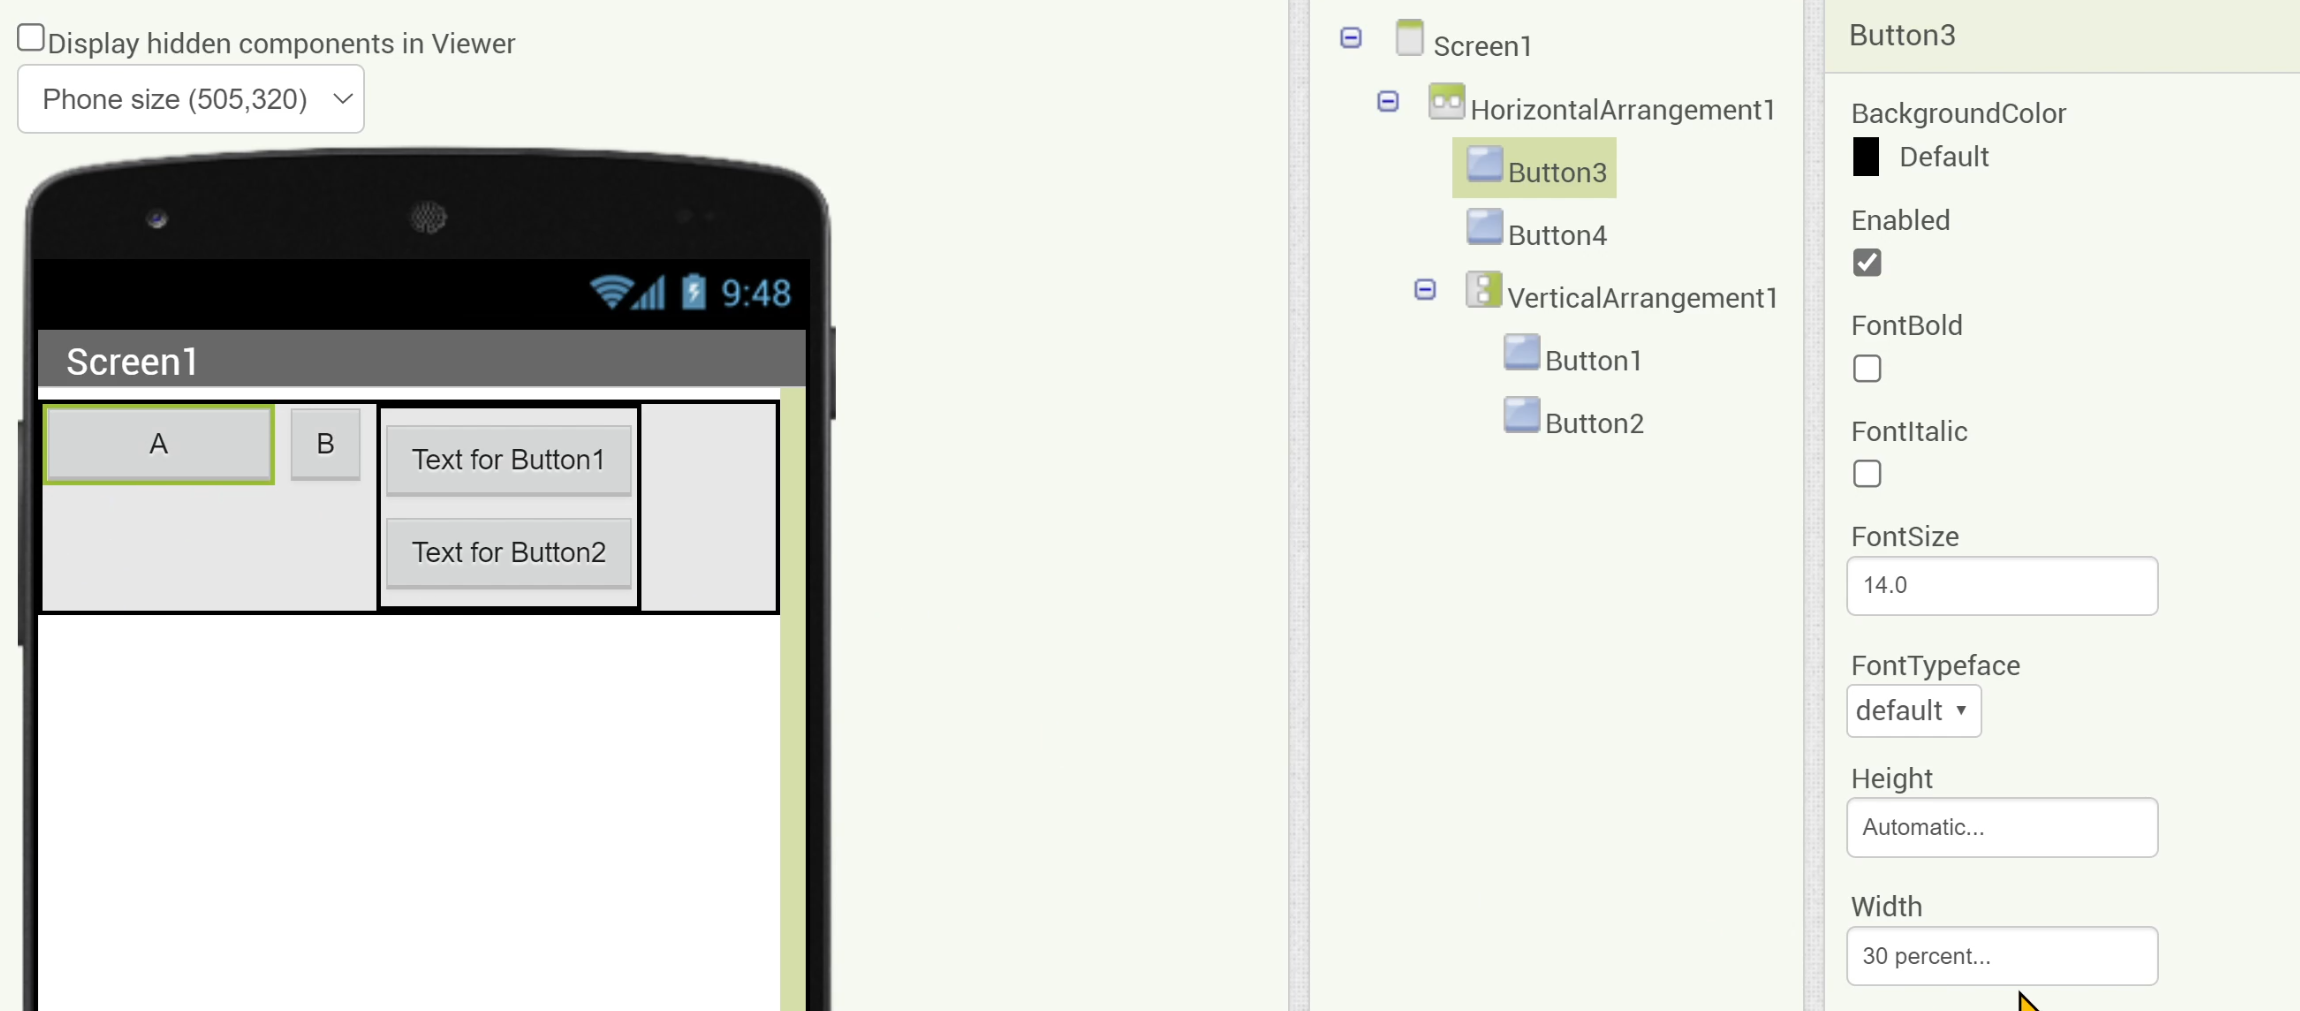 Display hidden components in Viewer
Phone size (505,320)
9:48
Screen1
A
B
Text for Button1
Text for Button2
Screen1
HorizontalArrangement1
Button3
Button4
VerticalArrangement1
Button1
Button2
Button3
BackgroundColor
Default
Enabled
FontBold
FontItalic
FontSize
14.0
FontTypeface
default
Height
Automatic...
Width
30 percent...